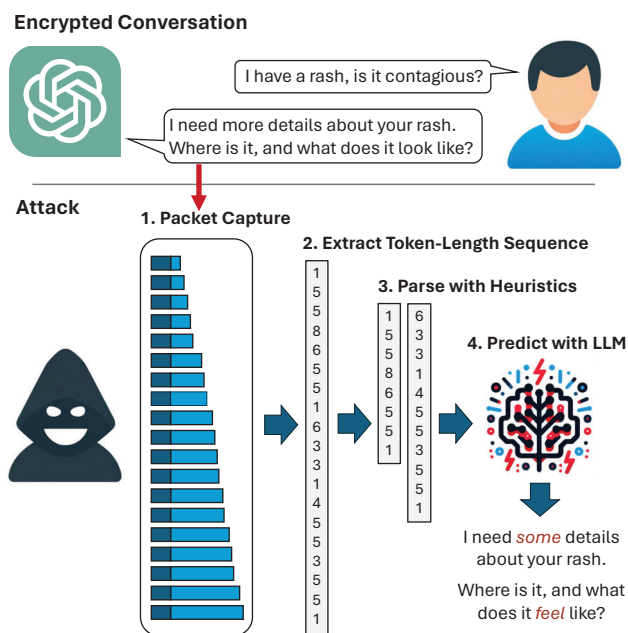 Encrypted Conversation
I have a rash, is it contagious?
I need more details about your rash.
Where is it, and what does it look like?
Attack
1. Packet Capture
2. Extract Token-Length Sequence
1
5
5
8
6
5
5
1
6
3
3
1
4
5
5
3
5
5
1
3. Parse with Heuristics
1
5
5
8
6
5
5
1
6
3
3
1
4
5
5
3
5
5
1
4. Predict with LLM
I need some details
about your rash.
Where is it, and what
does it feel like?